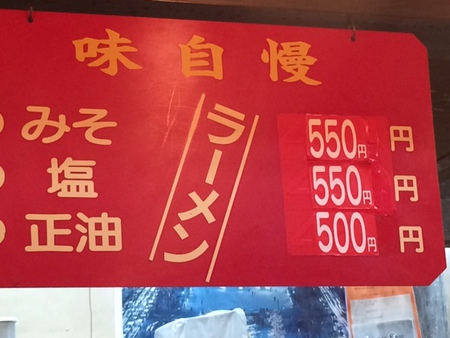 味自慢
みそ ラーメン 550円 円
塩 550円 円
正油 500円 円